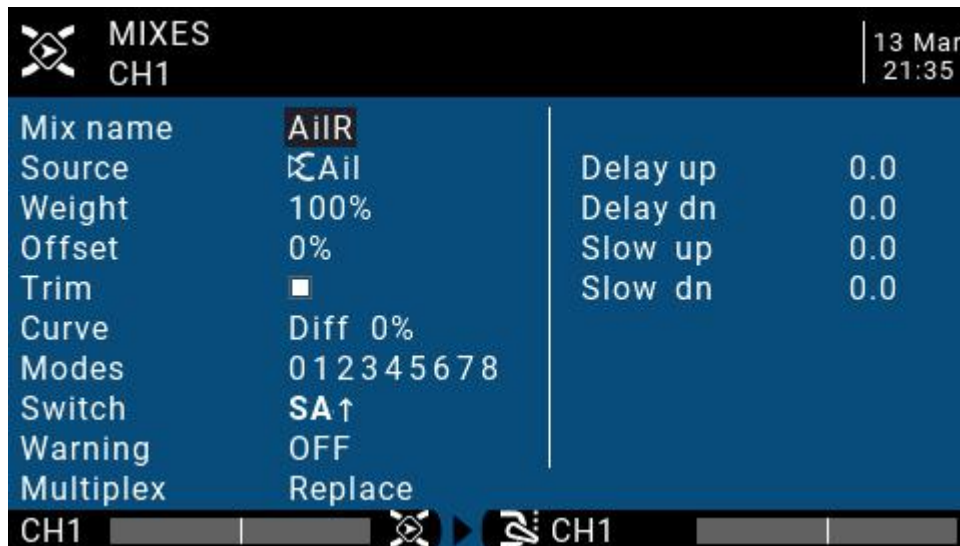 MIXES
CH1
13 Mar
21:35
Mix name AilR
Source Ail
Weight 100%
Offset 0%
Trim
Curve Diff 0%
Modes 012345678
Switch SA↑
Warning OFF
Multiplex Replace
Delay up 0.0
Delay dn 0.0
Slow up 0.0
Slow dn 0.0
CH1 CH1